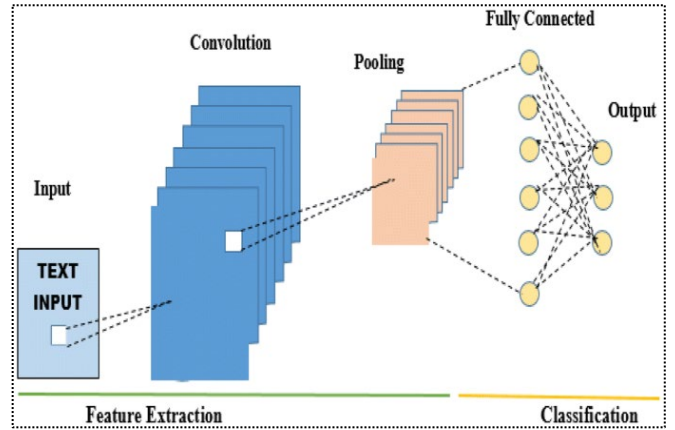 Fully Connected
Convolution
Pooling
Output
Input
TEXT
INPUT
Feature Extraction
Classification